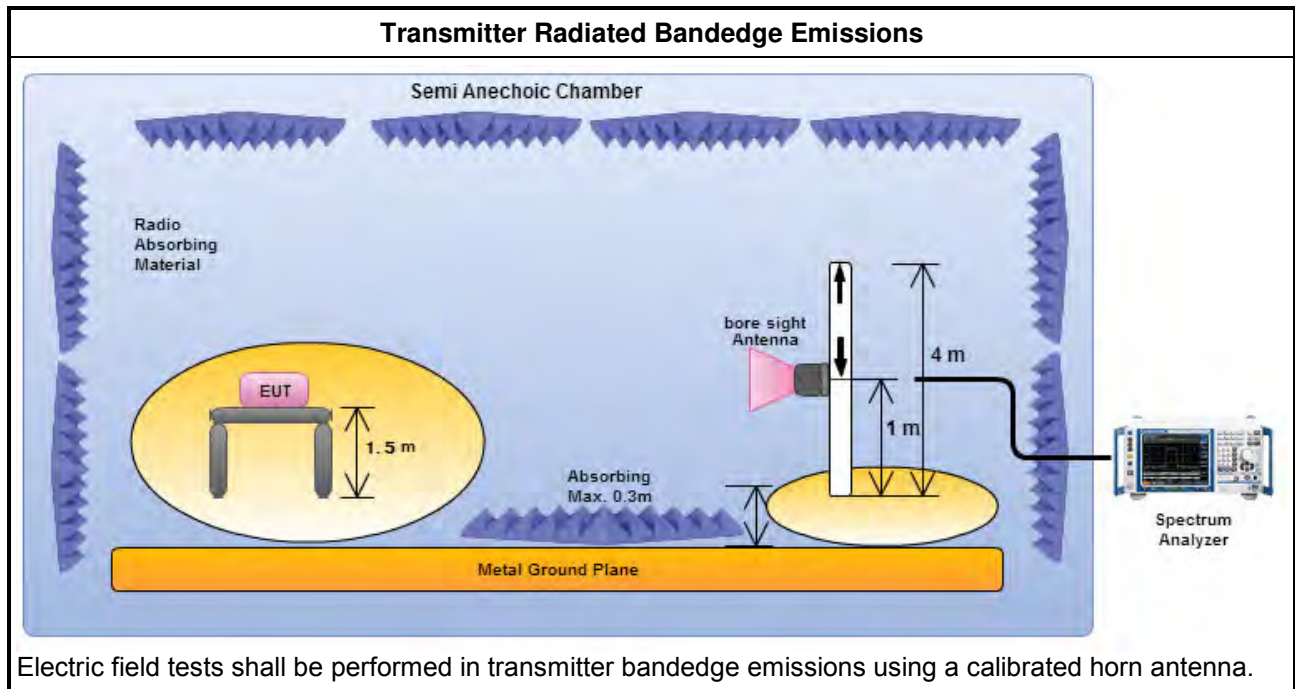 Transmitter Radiated Bandedge Emissions
Semi Anechoic Chamber
Radio
Absorbing
Material
bore sight
Antenna
4 m
EUT
1.5 m
1 m
Absorbing
Max. 0.3m
Spectrum
Analyzer
Metal Ground Plane
Electric field tests shall be performed in transmitter bandedge emissions using a calibrated horn antenna.